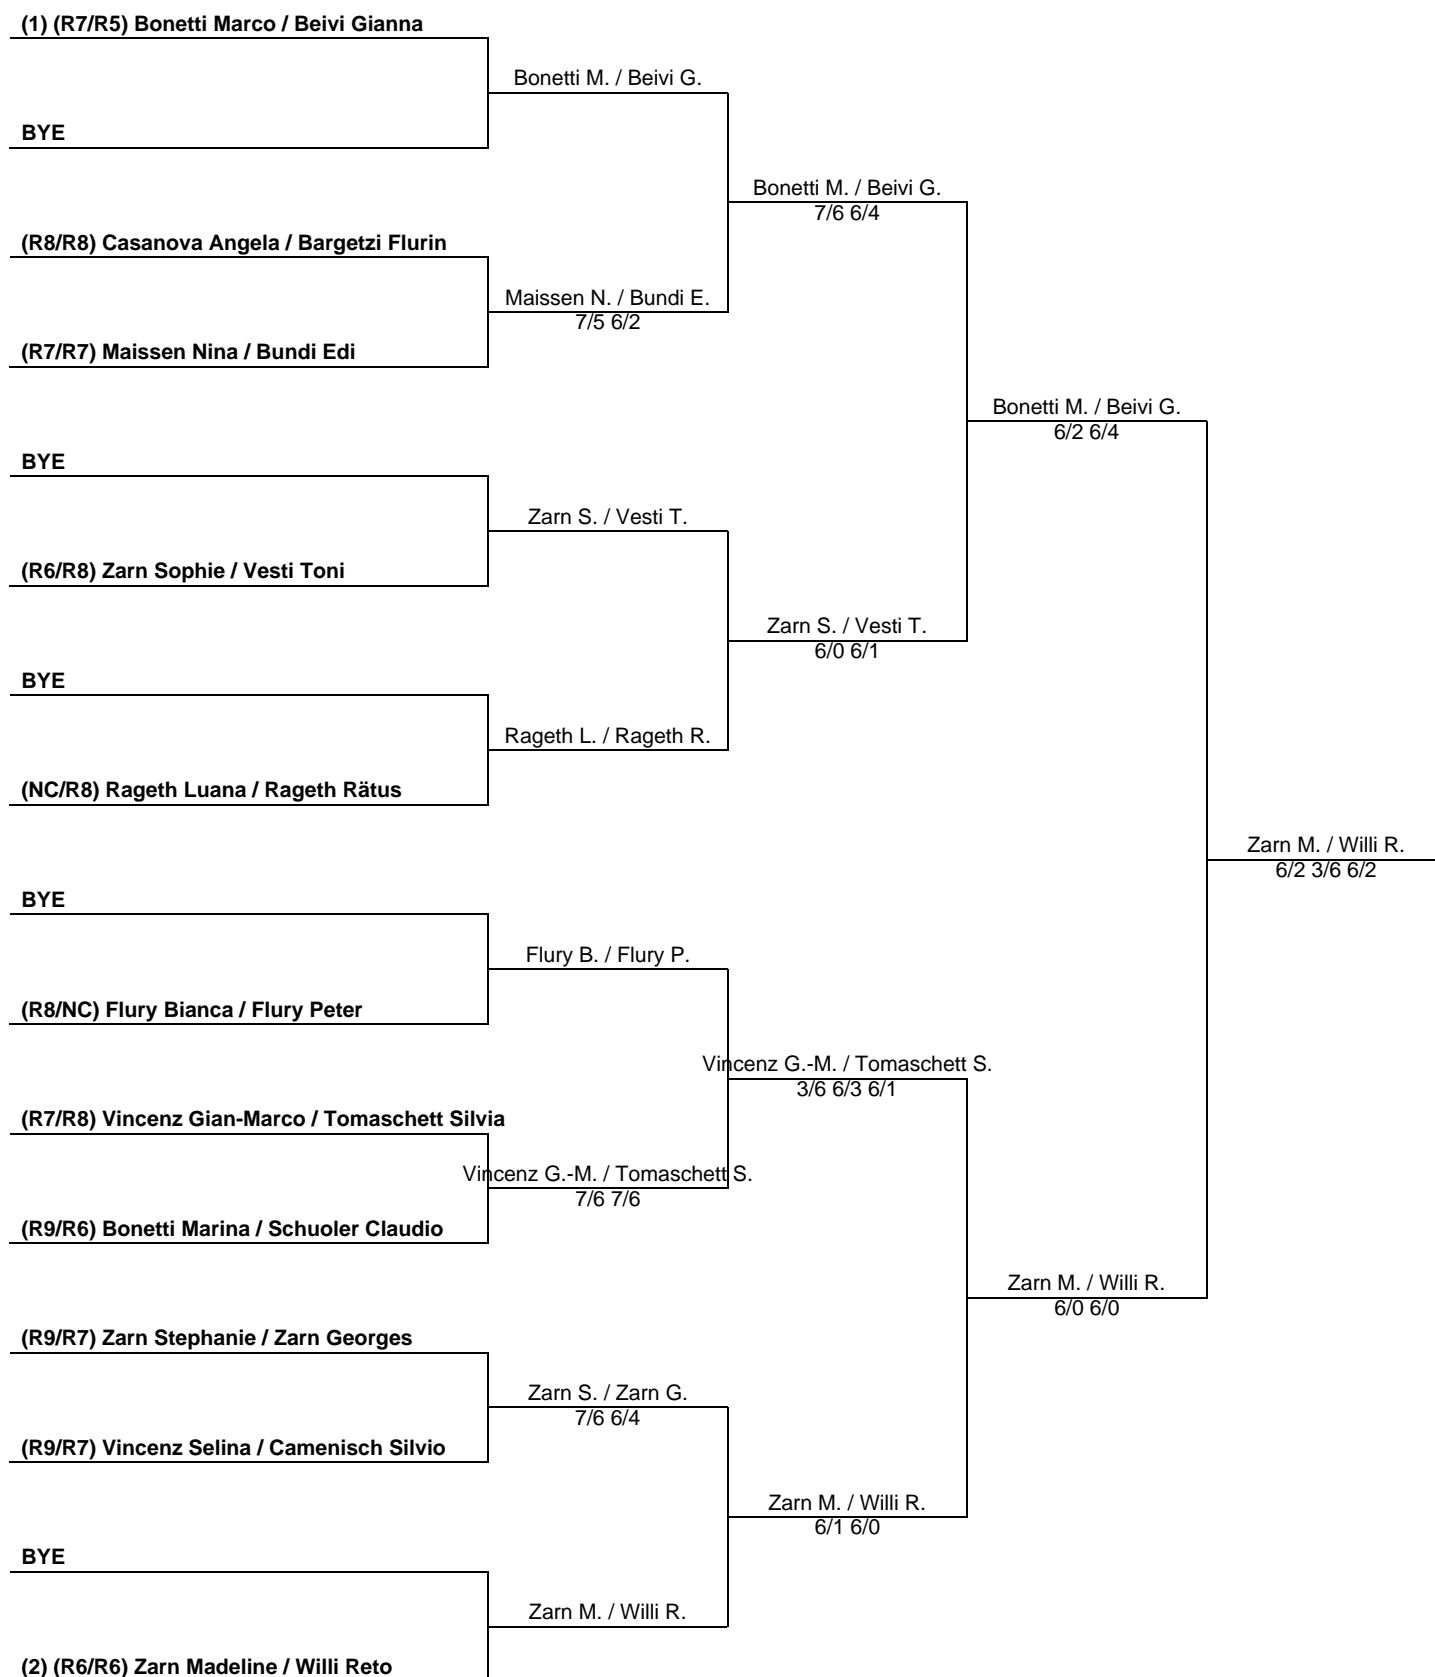 (1) (R7/R5) Bonetti Marco / Beivi Gianna
Bonetti M. / Beivi G.
BYE
Bonetti M. / Beivi G.
7/6 6/4
(R8/R8) Casanova Angela / Bargetzi Flurin
Maissen N. / Bundi E.
7/5 6/2
(R7/R7) Maissen Nina / Bundi Edi
Bonetti M. / Beivi G.
6/2 6/4
BYE
Zarn S. / Vesti T.
(R6/R8) Zarn Sophie / Vesti Toni
Zarn S. / Vesti T.
6/0 6/1
BYE
Rageth L. / Rageth R.
(NC/R8) Rageth Luana / Rageth Rätus
Zarn M. / Willi R.
6/2 3/6 6/2
BYE
Flury B. / Flury P.
(R8/NC) Flury Bianca / Flury Peter
Vincenz G.-M. / Tomaschett S.
3/6 6/3 6/1
(R7/R8) Vincenz Gian-Marco / Tomaschett Silvia
Vincenz G.-M. / Tomaschett S.
7/6 7/6
(R9/R6) Bonetti Marina / Schuoler Claudio
Zarn M. / Willi R.
6/0 6/0
(R9/R7) Zarn Stephanie / Zarn Georges
Zarn S. / Zarn G.
7/6 6/4
(R9/R7) Vincenz Selina / Camenisch Silvio
Zarn M. / Willi R.
6/1 6/0
BYE
Zarn M. / Willi R.
(2) (R6/R6) Zarn Madeline / Willi Reto